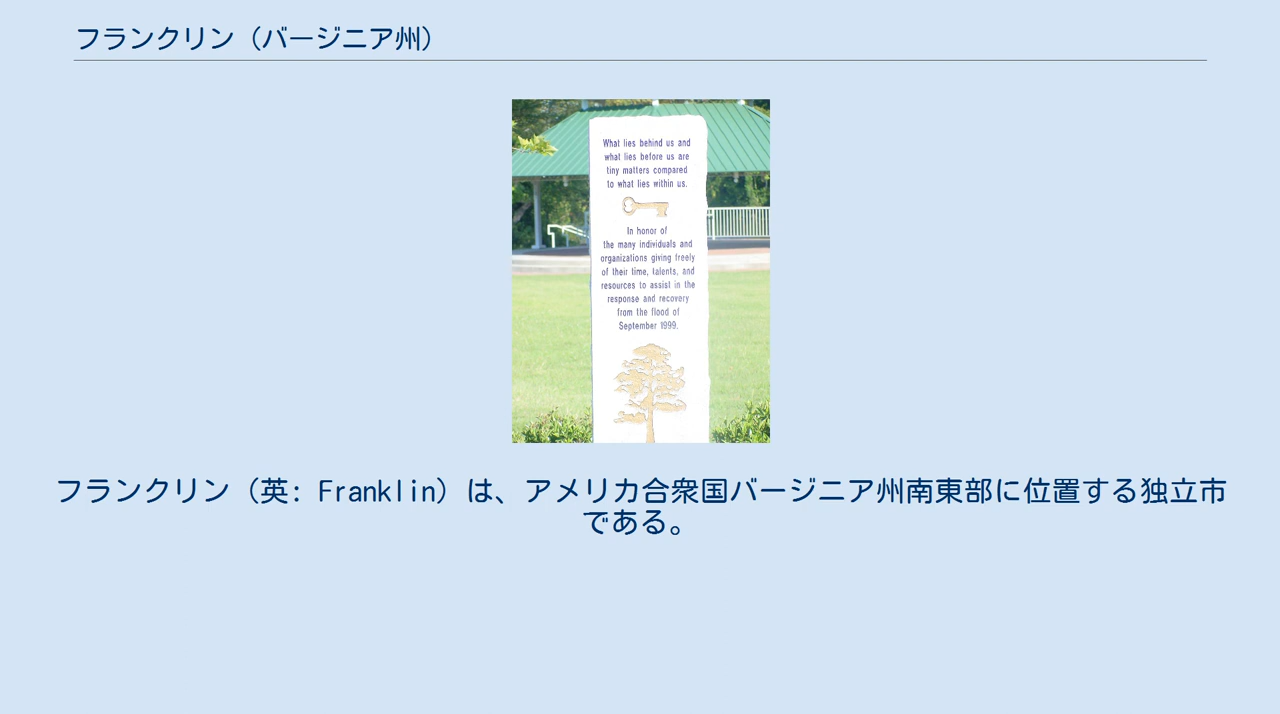 フランクリン（バージニア州）
What lies behind us and
what lies before us are
tiny matters compared
to what lies within us.
In honor of
the many individuals and
organizations giving freely
of their time, talents, and
resources to assist in the
response and recovery
from the flood of
September 1999.
フランクリン（英: Franklin）は、アメリカ合衆国バージニア州南東部に位置する独立市
である。